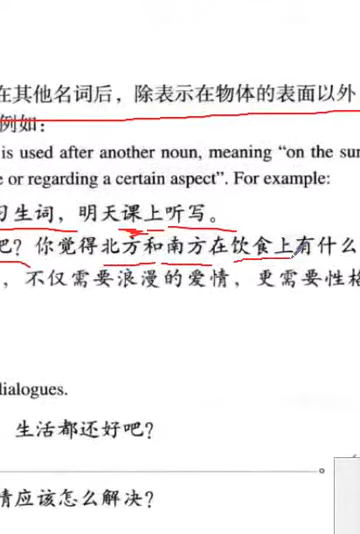 在其他名词后，除表示在物体的表面以外
例如：
is used after another noun, meaning “on the sur
e or regarding a certain aspect”. For example:
习生词，明天课上听写。
吧？你觉得北方和南方在饮食上有什么
，不仅需要浪漫的爱情，更需要性格
dialogues.
生活都还好吧？
。
情应该怎么解决？